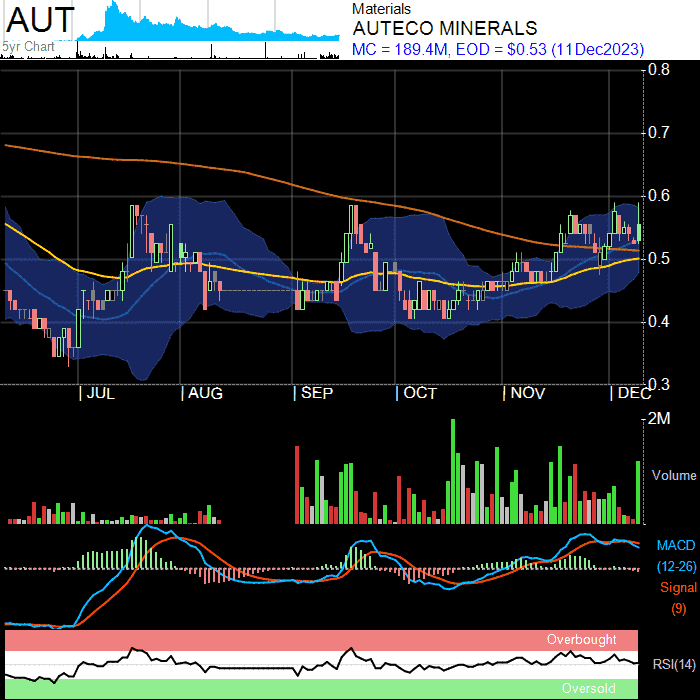 AUT
5yr Chart
Materials
AUTECO MINERALS
MC = 189.4M, EOD = $0.53 (11Dec2023)
0.8
0.7
0.6
0.5
0.4
0.3
JUL AUG SEP OCT NOV DEC
2M
Volume
MACD
(12-26)
Signal
(9)
Overbought
RSI(14)
Oversold